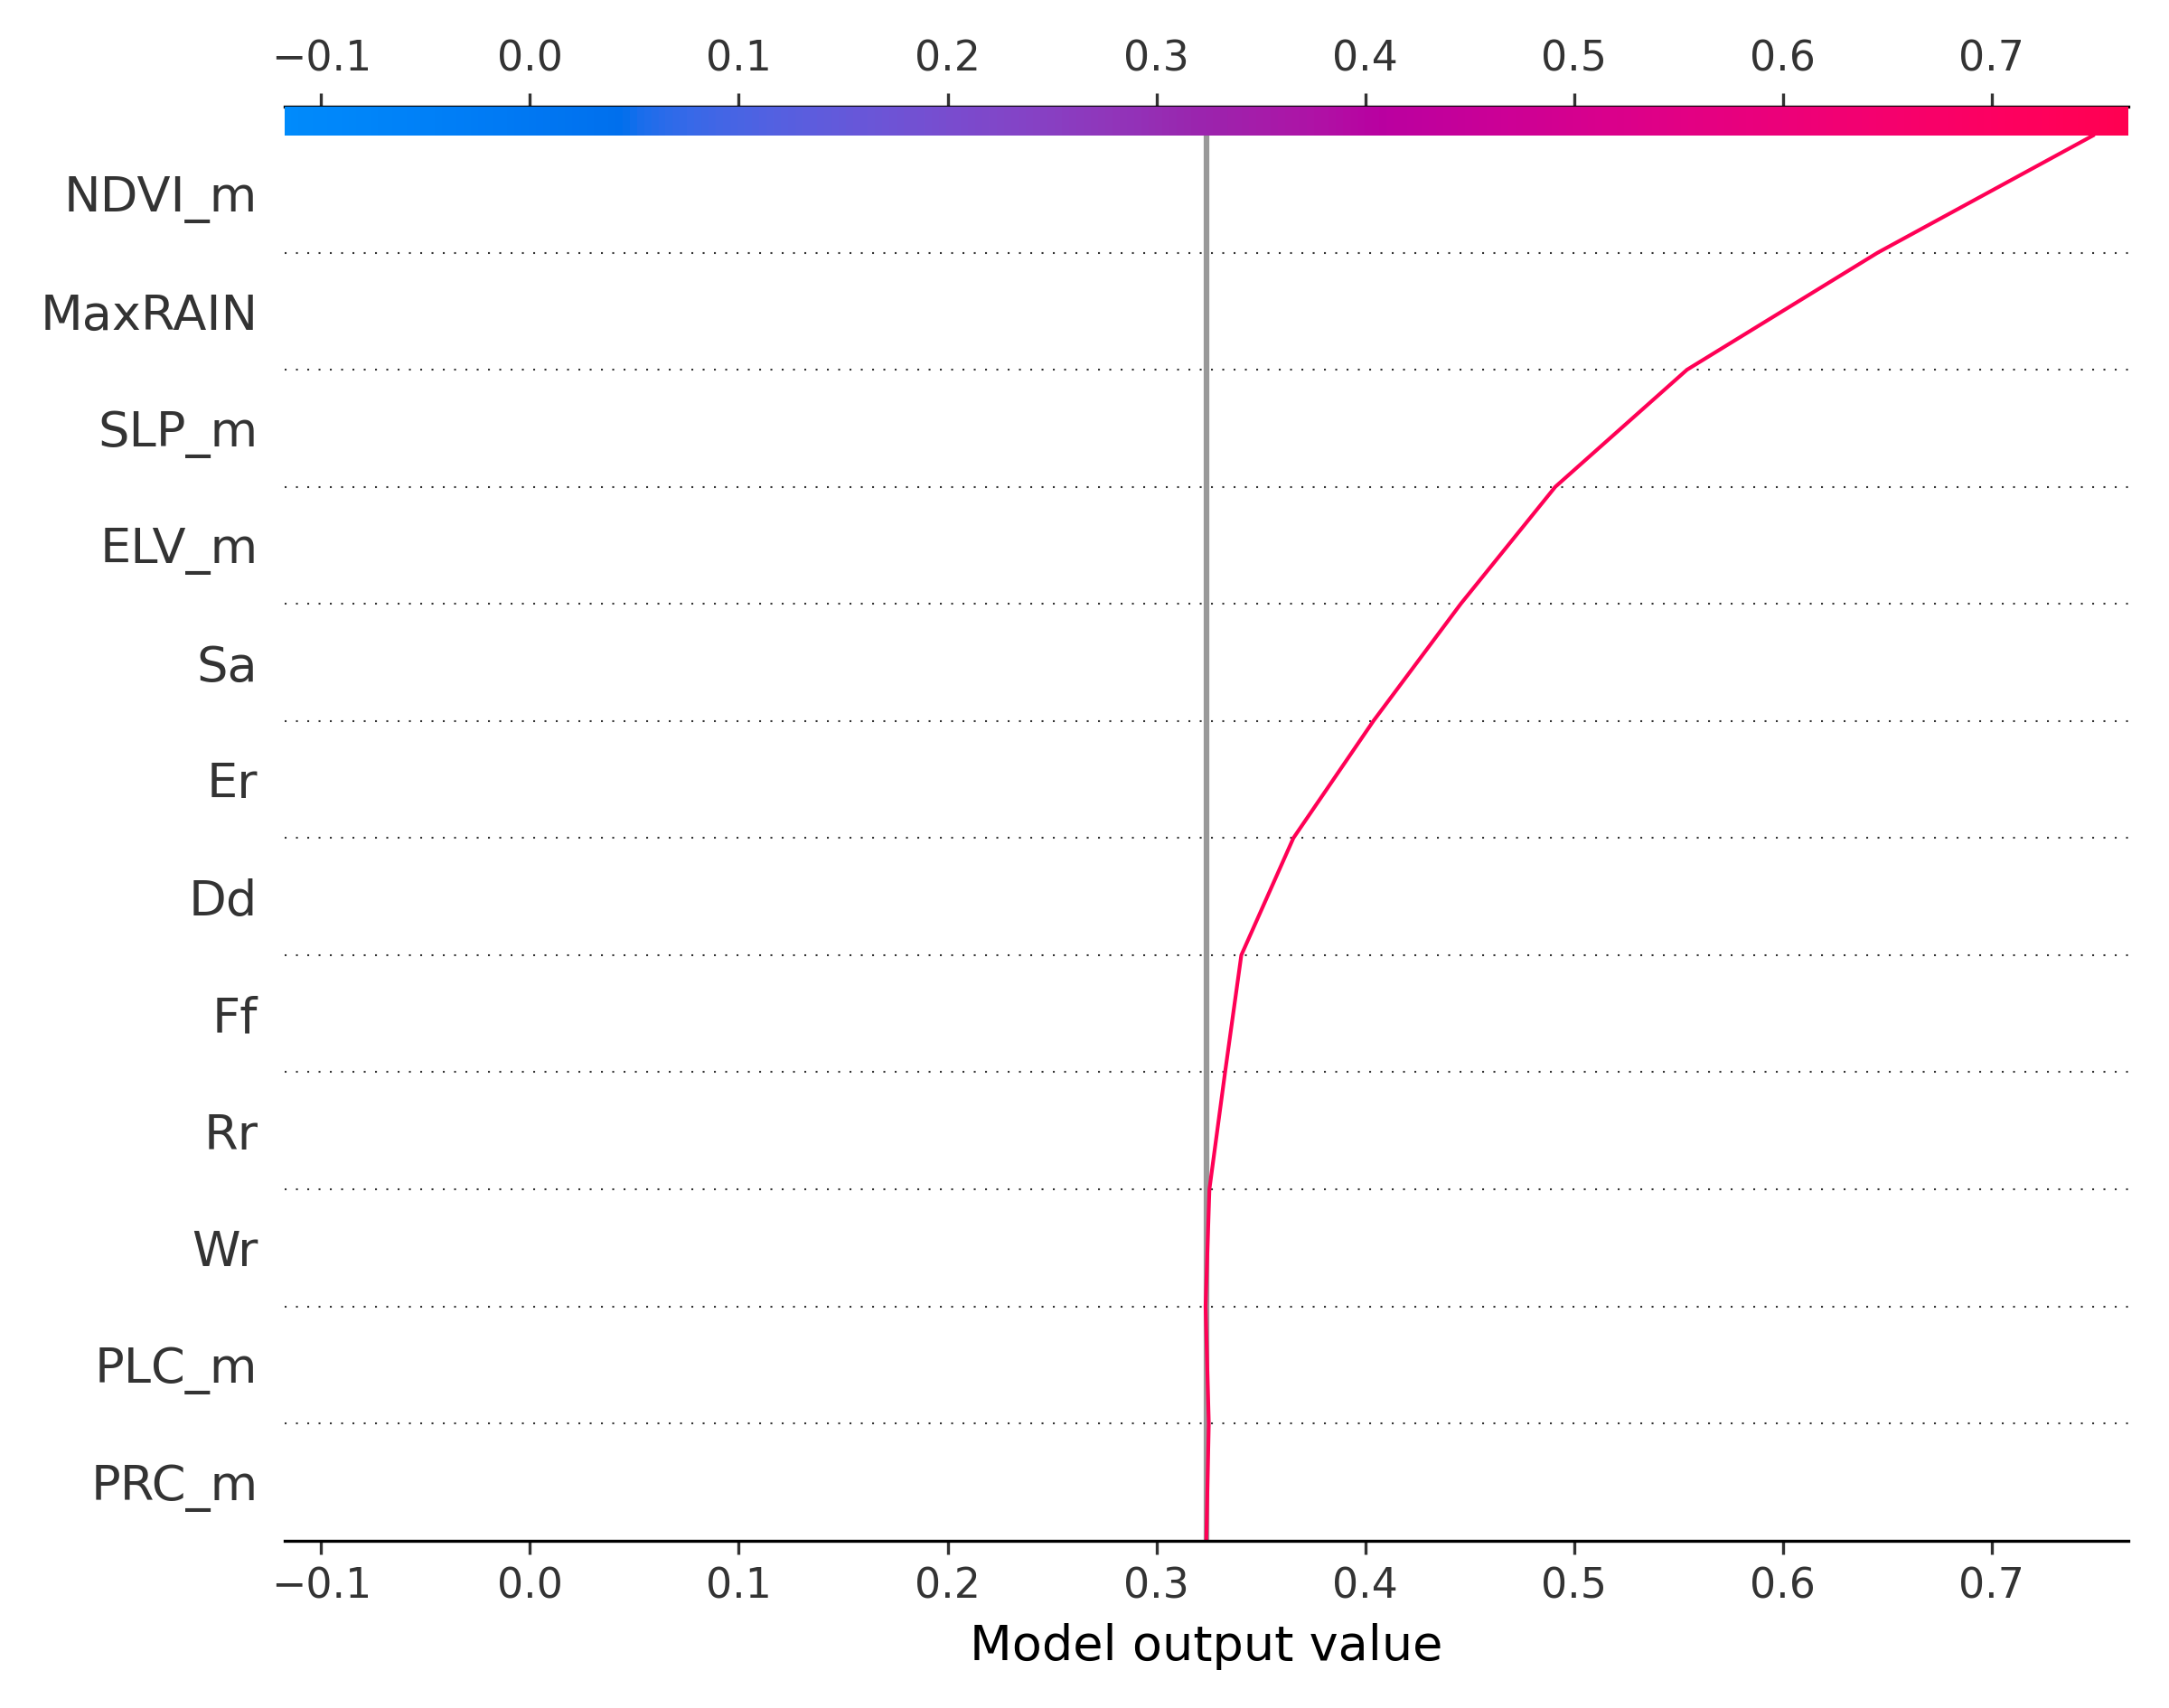 −0.1 0.0 0.1 0.2 0.3 0.4 0.5 0.6 0.7
NDVI_m
MaxRAIN
SLP_m
ELV_m
Sa
Er
Dd
Ff
Rr
Wr
PLC_m
PRC_m
−0.1 0.0 0.1 0.2 0.3 0.4 0.5 0.6 0.7
Model output value